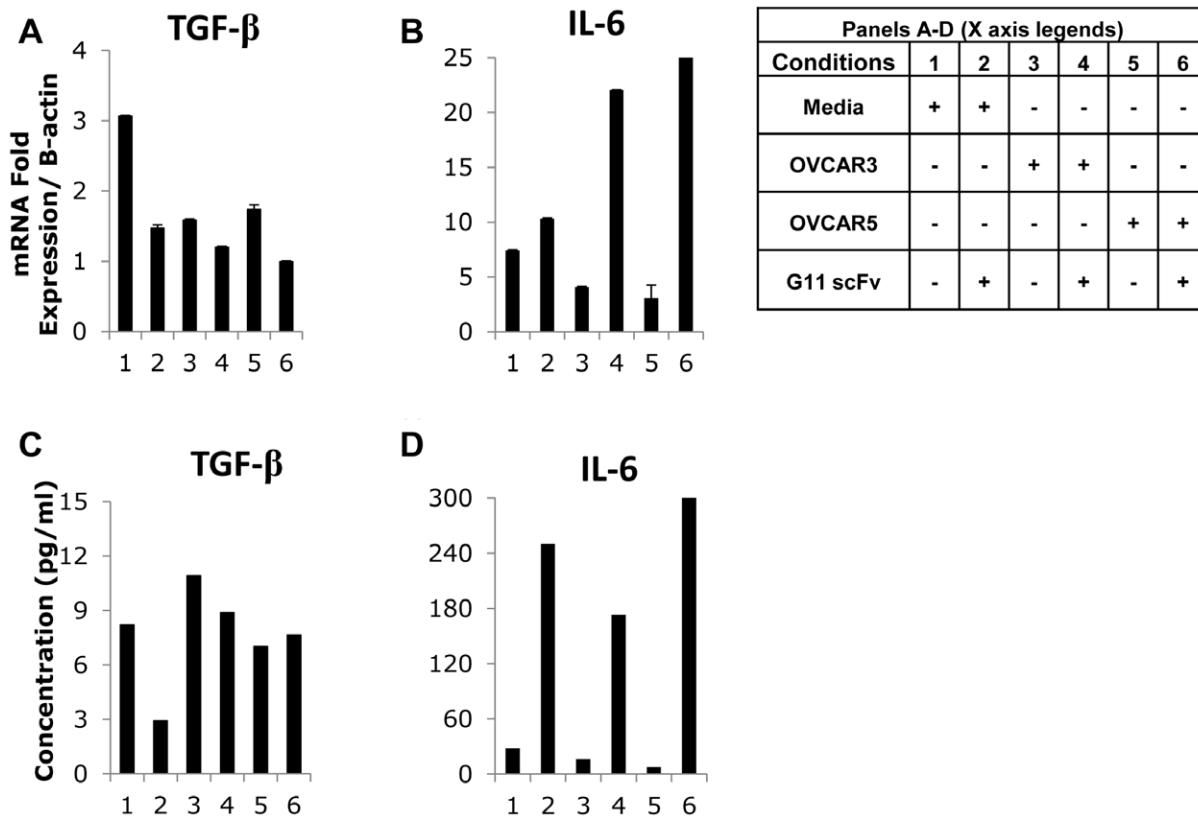 A
TGF-β
mRNA Fold
Expression/ B-actin
4
3
2
1
0
1 2 3 4 5 6
B
IL-6
25
20
15
10
5
0
1 2 3 4 5 6
Panels A-D (X axis legends)
Conditions 1 2 3 4 5 6
Media + + - - - -
OVCAR3 - - + + - -
OVCAR5 - - - - + +
G11 scFv - + - + - +
C
TGF-β
Concentration (pg/ml)
15
12
9
6
3
0
1 2 3 4 5 6
D
IL-6
300
240
180
120
60
0
1 2 3 4 5 6